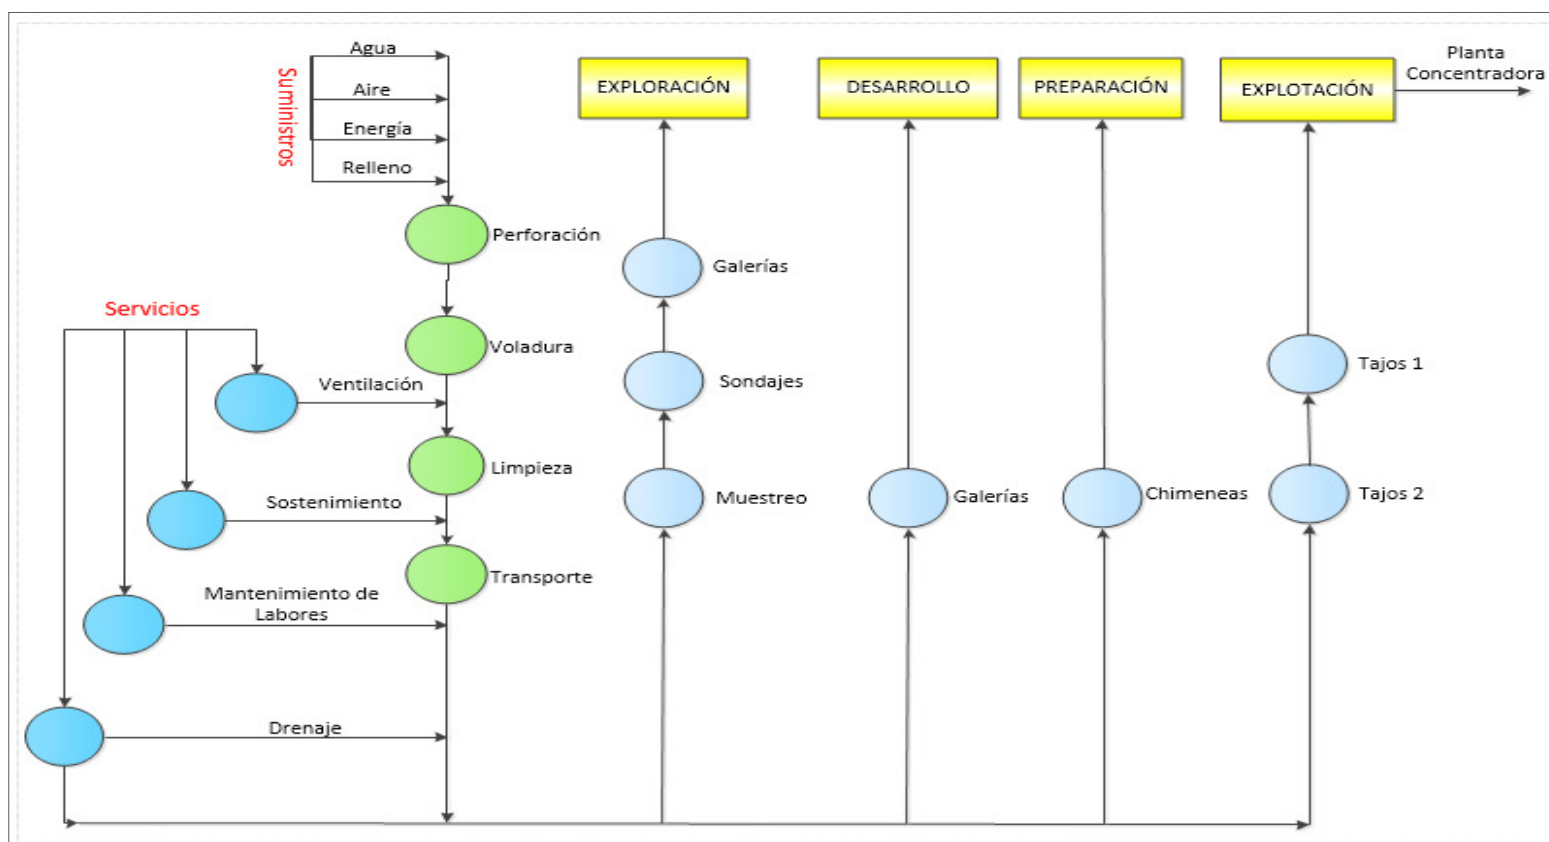 Agua
Aire
Energía
Relleno
Suministros
EXPLORACIÓN
DESARROLLO
PREPARACIÓN
EXPLOTACIÓN
Planta
Concentradora
Perforación
Galerías
Servicios
Voladura
Tajos 1
Ventilación
Sondajes
Limpieza
Sostenimiento
Muestreo
Galerías
Chimeneas
Tajos 2
Transporte
Mantenimiento de
Labores
Drenaje